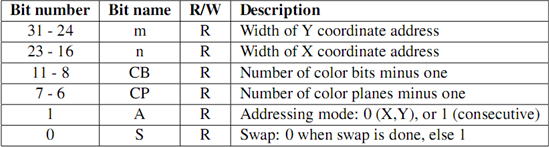 Bit number Bit name R/W Description
31 - 24 m R Width of Y coordinate address
23 - 16 n R Width of X coordinate address
11 - 8 CB R Number of color bits minus one
7 - 6 CP R Number of color planes minus one
1 A R Addressing mode: 0 (X,Y), or 1 (consecutive)
0 S R Swap: 0 when swap is done, else 1